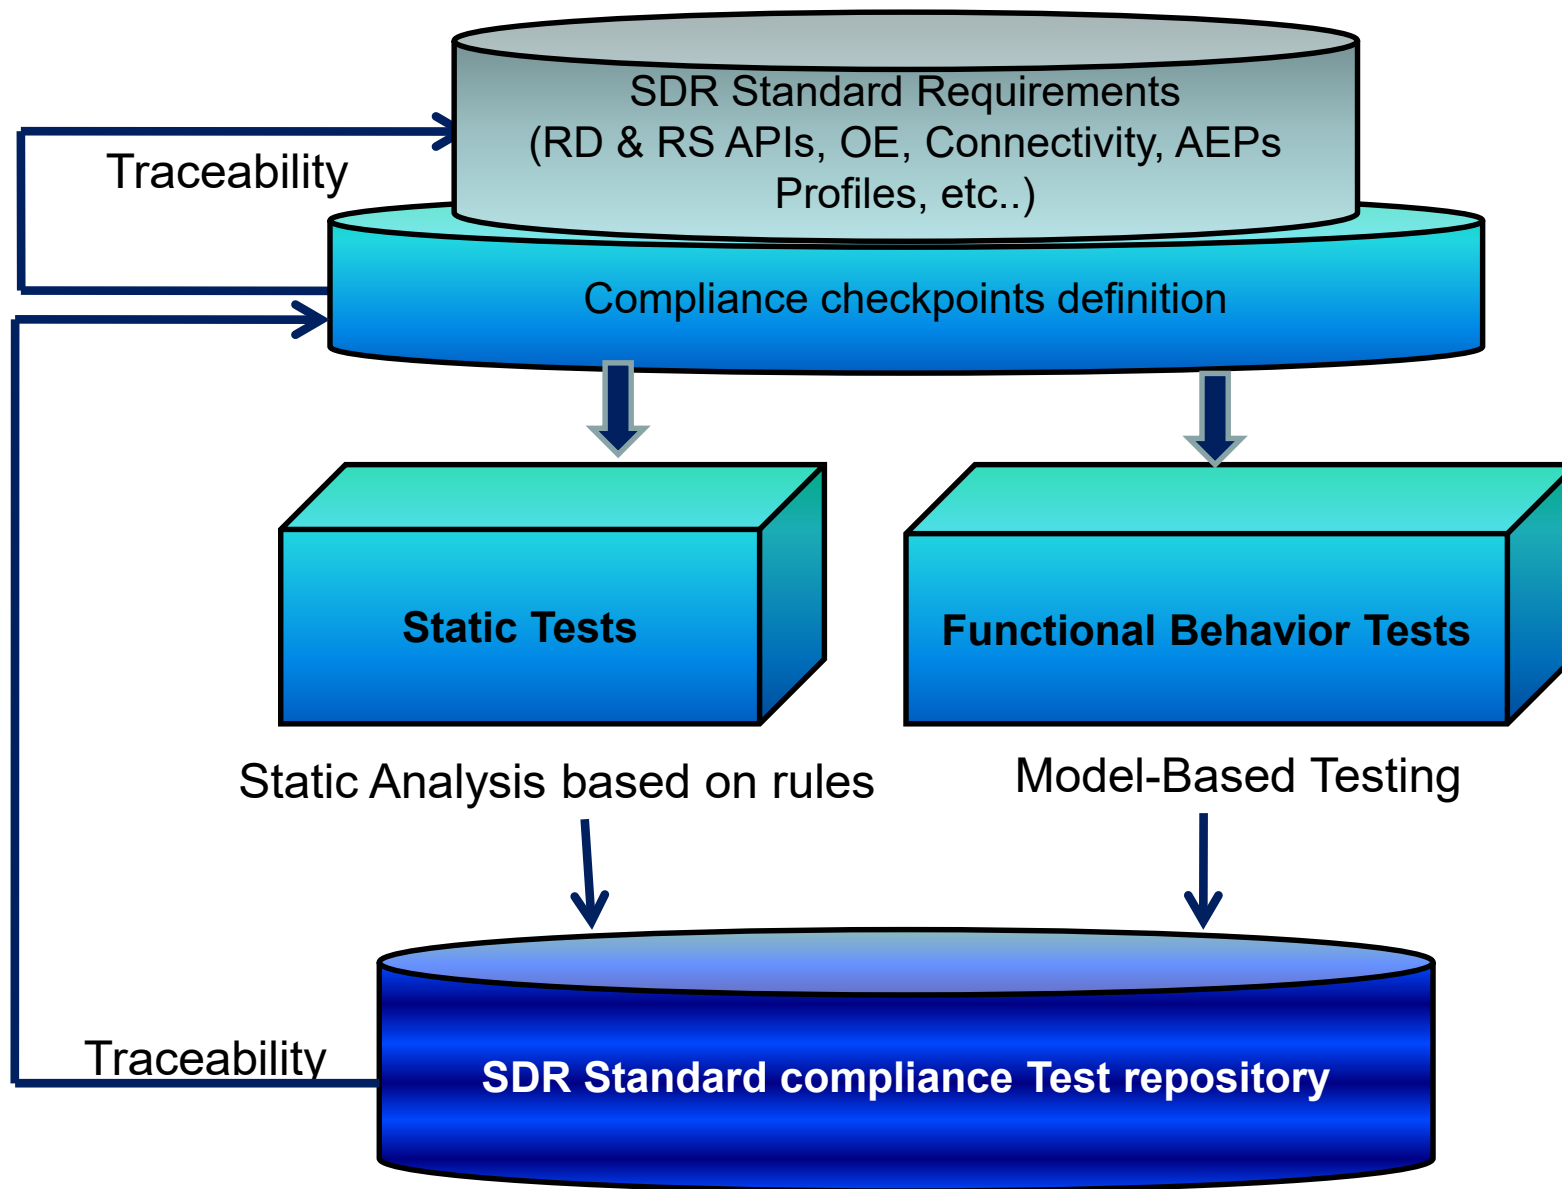 SDR Standard Requirements
(RD & RS APIs, OE, Connectivity, AEPs
Profiles, etc..)
Traceability
Compliance checkpoints definition
Static Tests
Functional Behavior Tests
Static Analysis based on rules
Model-Based Testing
Traceability
SDR Standard compliance Test repository